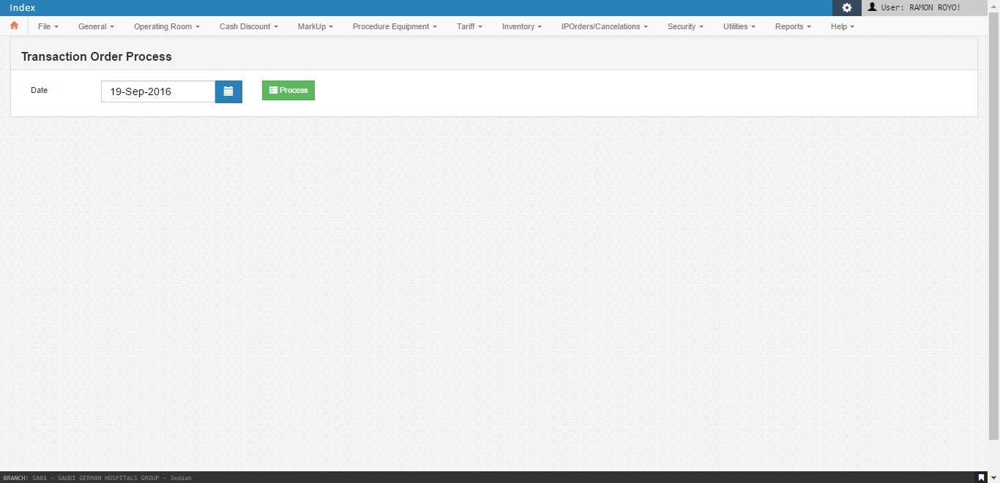 Index
User: RAMON ROYO!
File General Operating Room Cash Discount MarkUp Procedure Equipment Tariff Inventory IPOrders/Cancelations Security Utilities Reports Help
Transaction Order Process
Date 19-Sep-2016 Process
BRANCH: SA01 - SAUDI GERMAN HOSPITALS GROUP - Jeddah